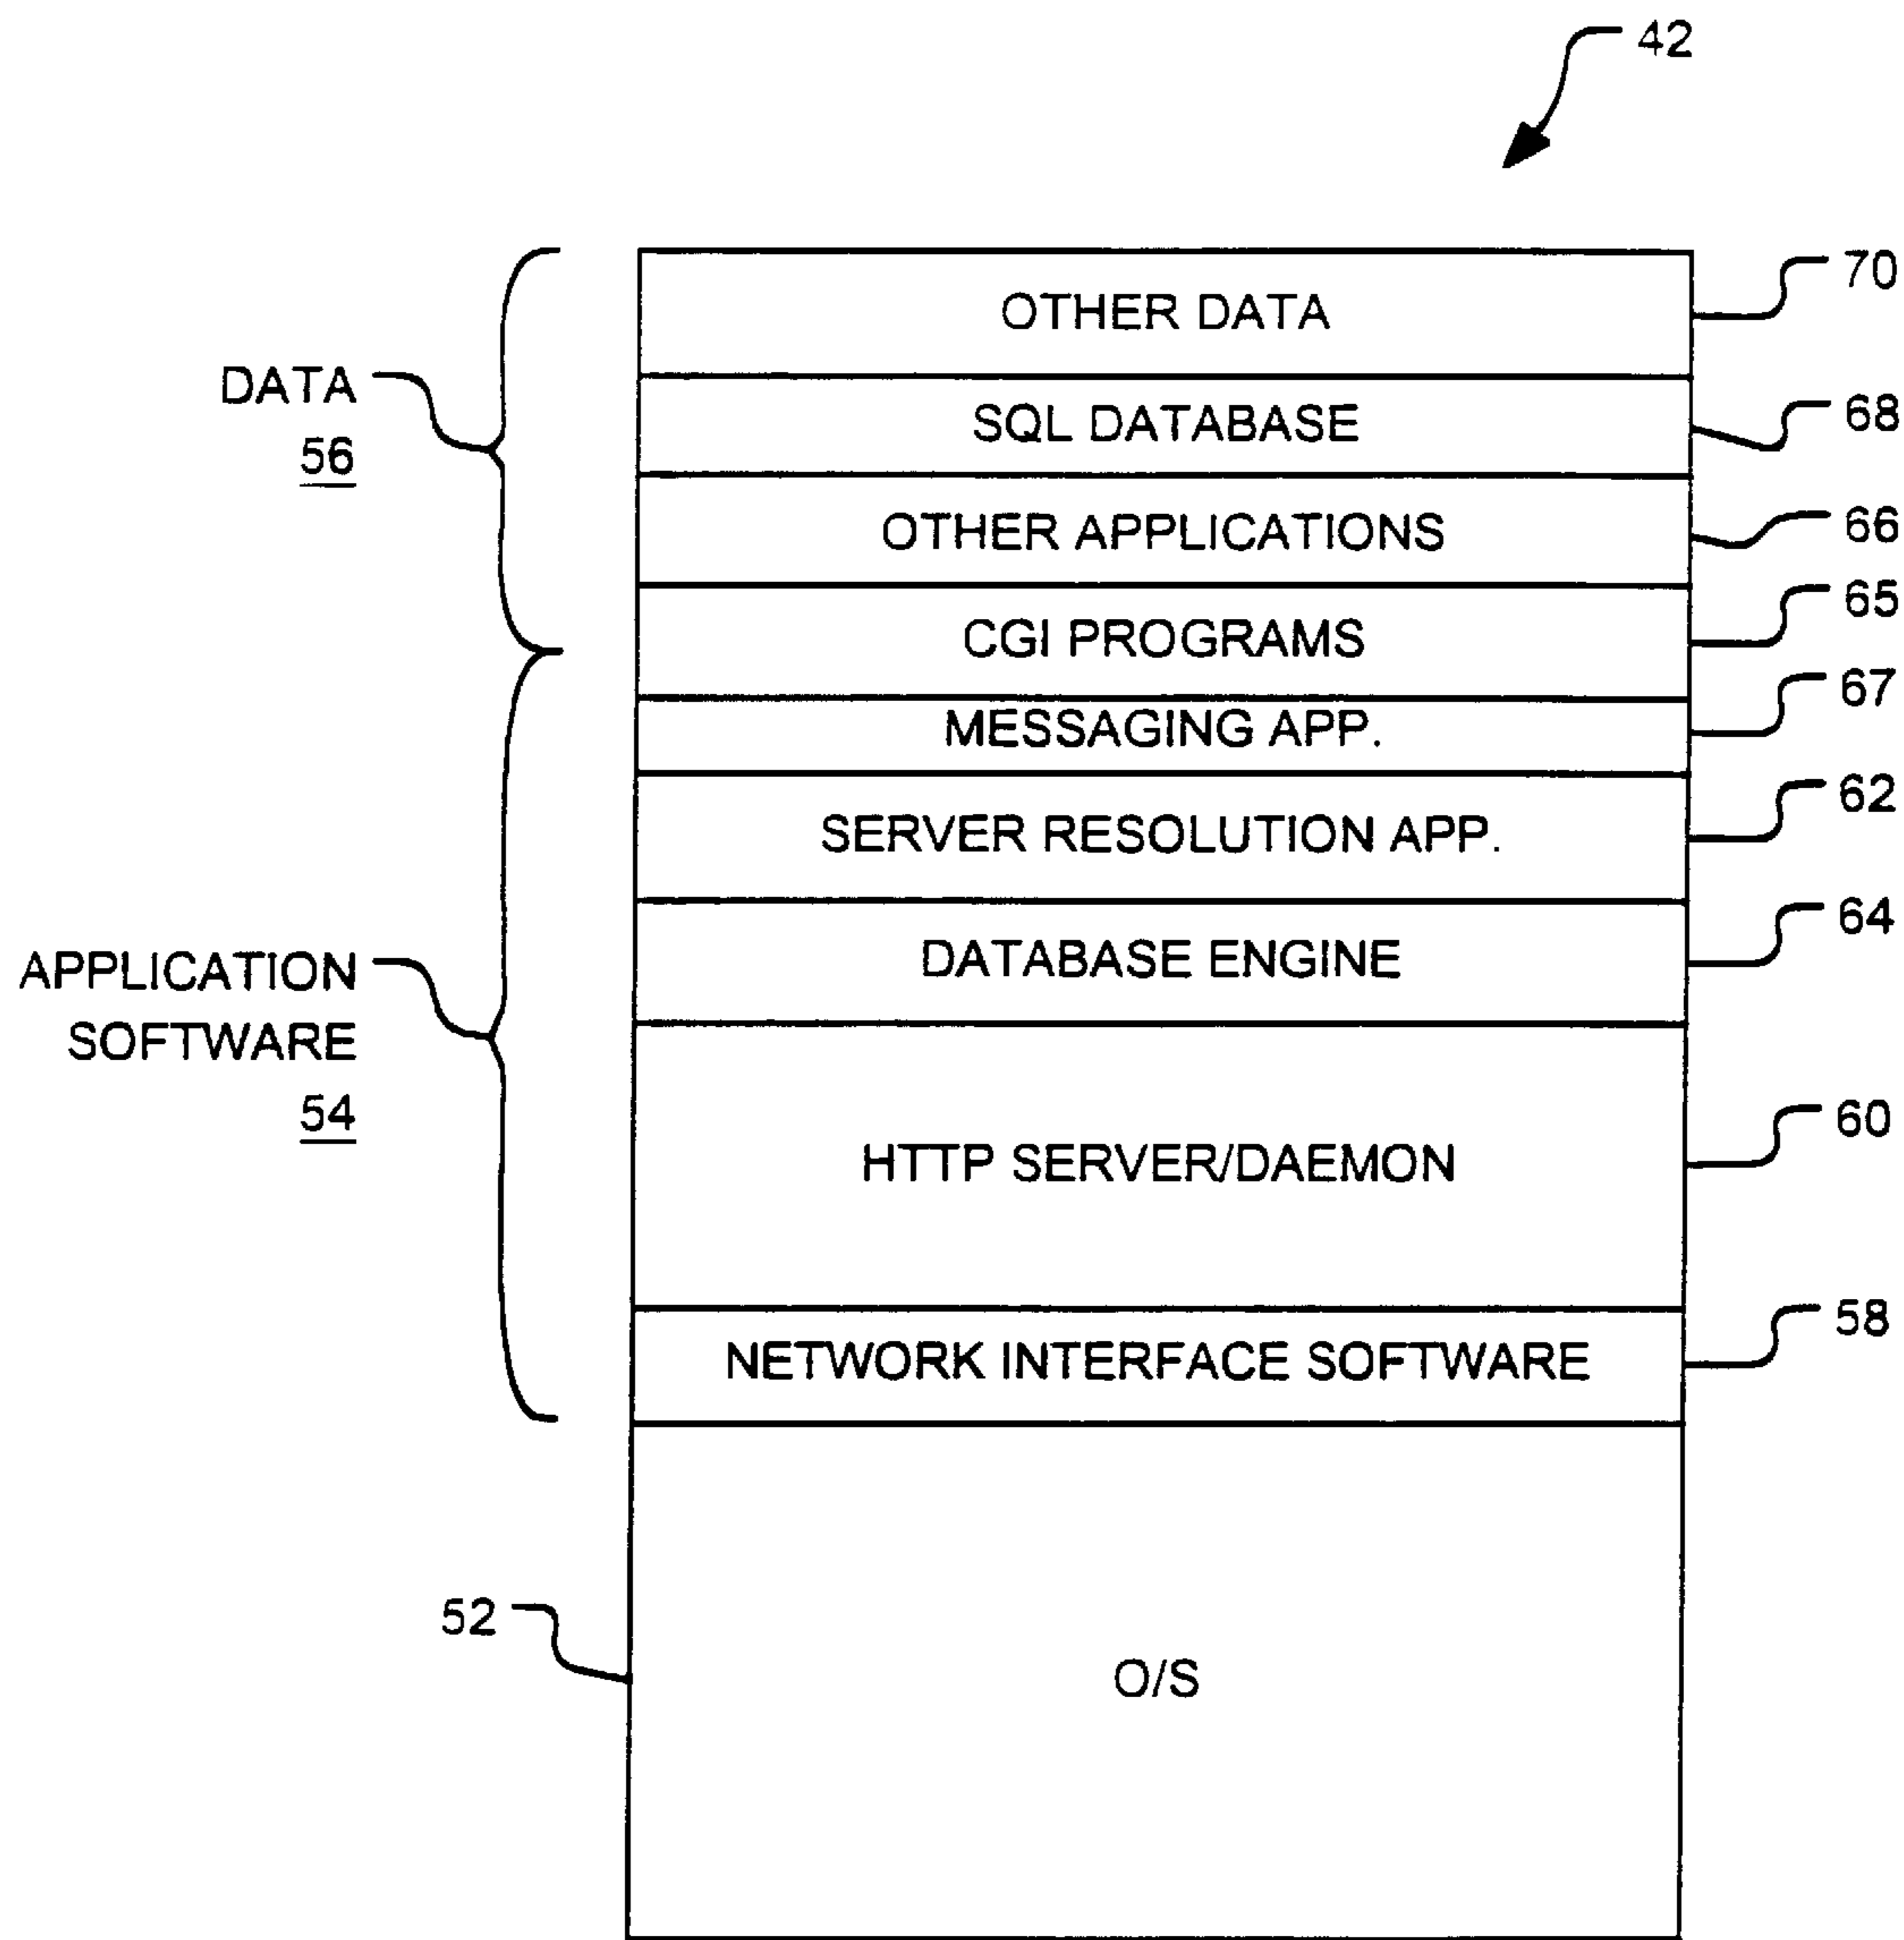 42
OTHER DATA
70
SQL DATABASE
68
DATA
56
OTHER APPLICATIONS
66
CGI PROGRAMS
65
MESSAGING APP.
67
SERVER RESOLUTION APP.
62
DATABASE ENGINE
64
APPLICATION
SOFTWARE
54
HTTP SERVER/DAEMON
60
NETWORK INTERFACE SOFTWARE
58
52
O/S